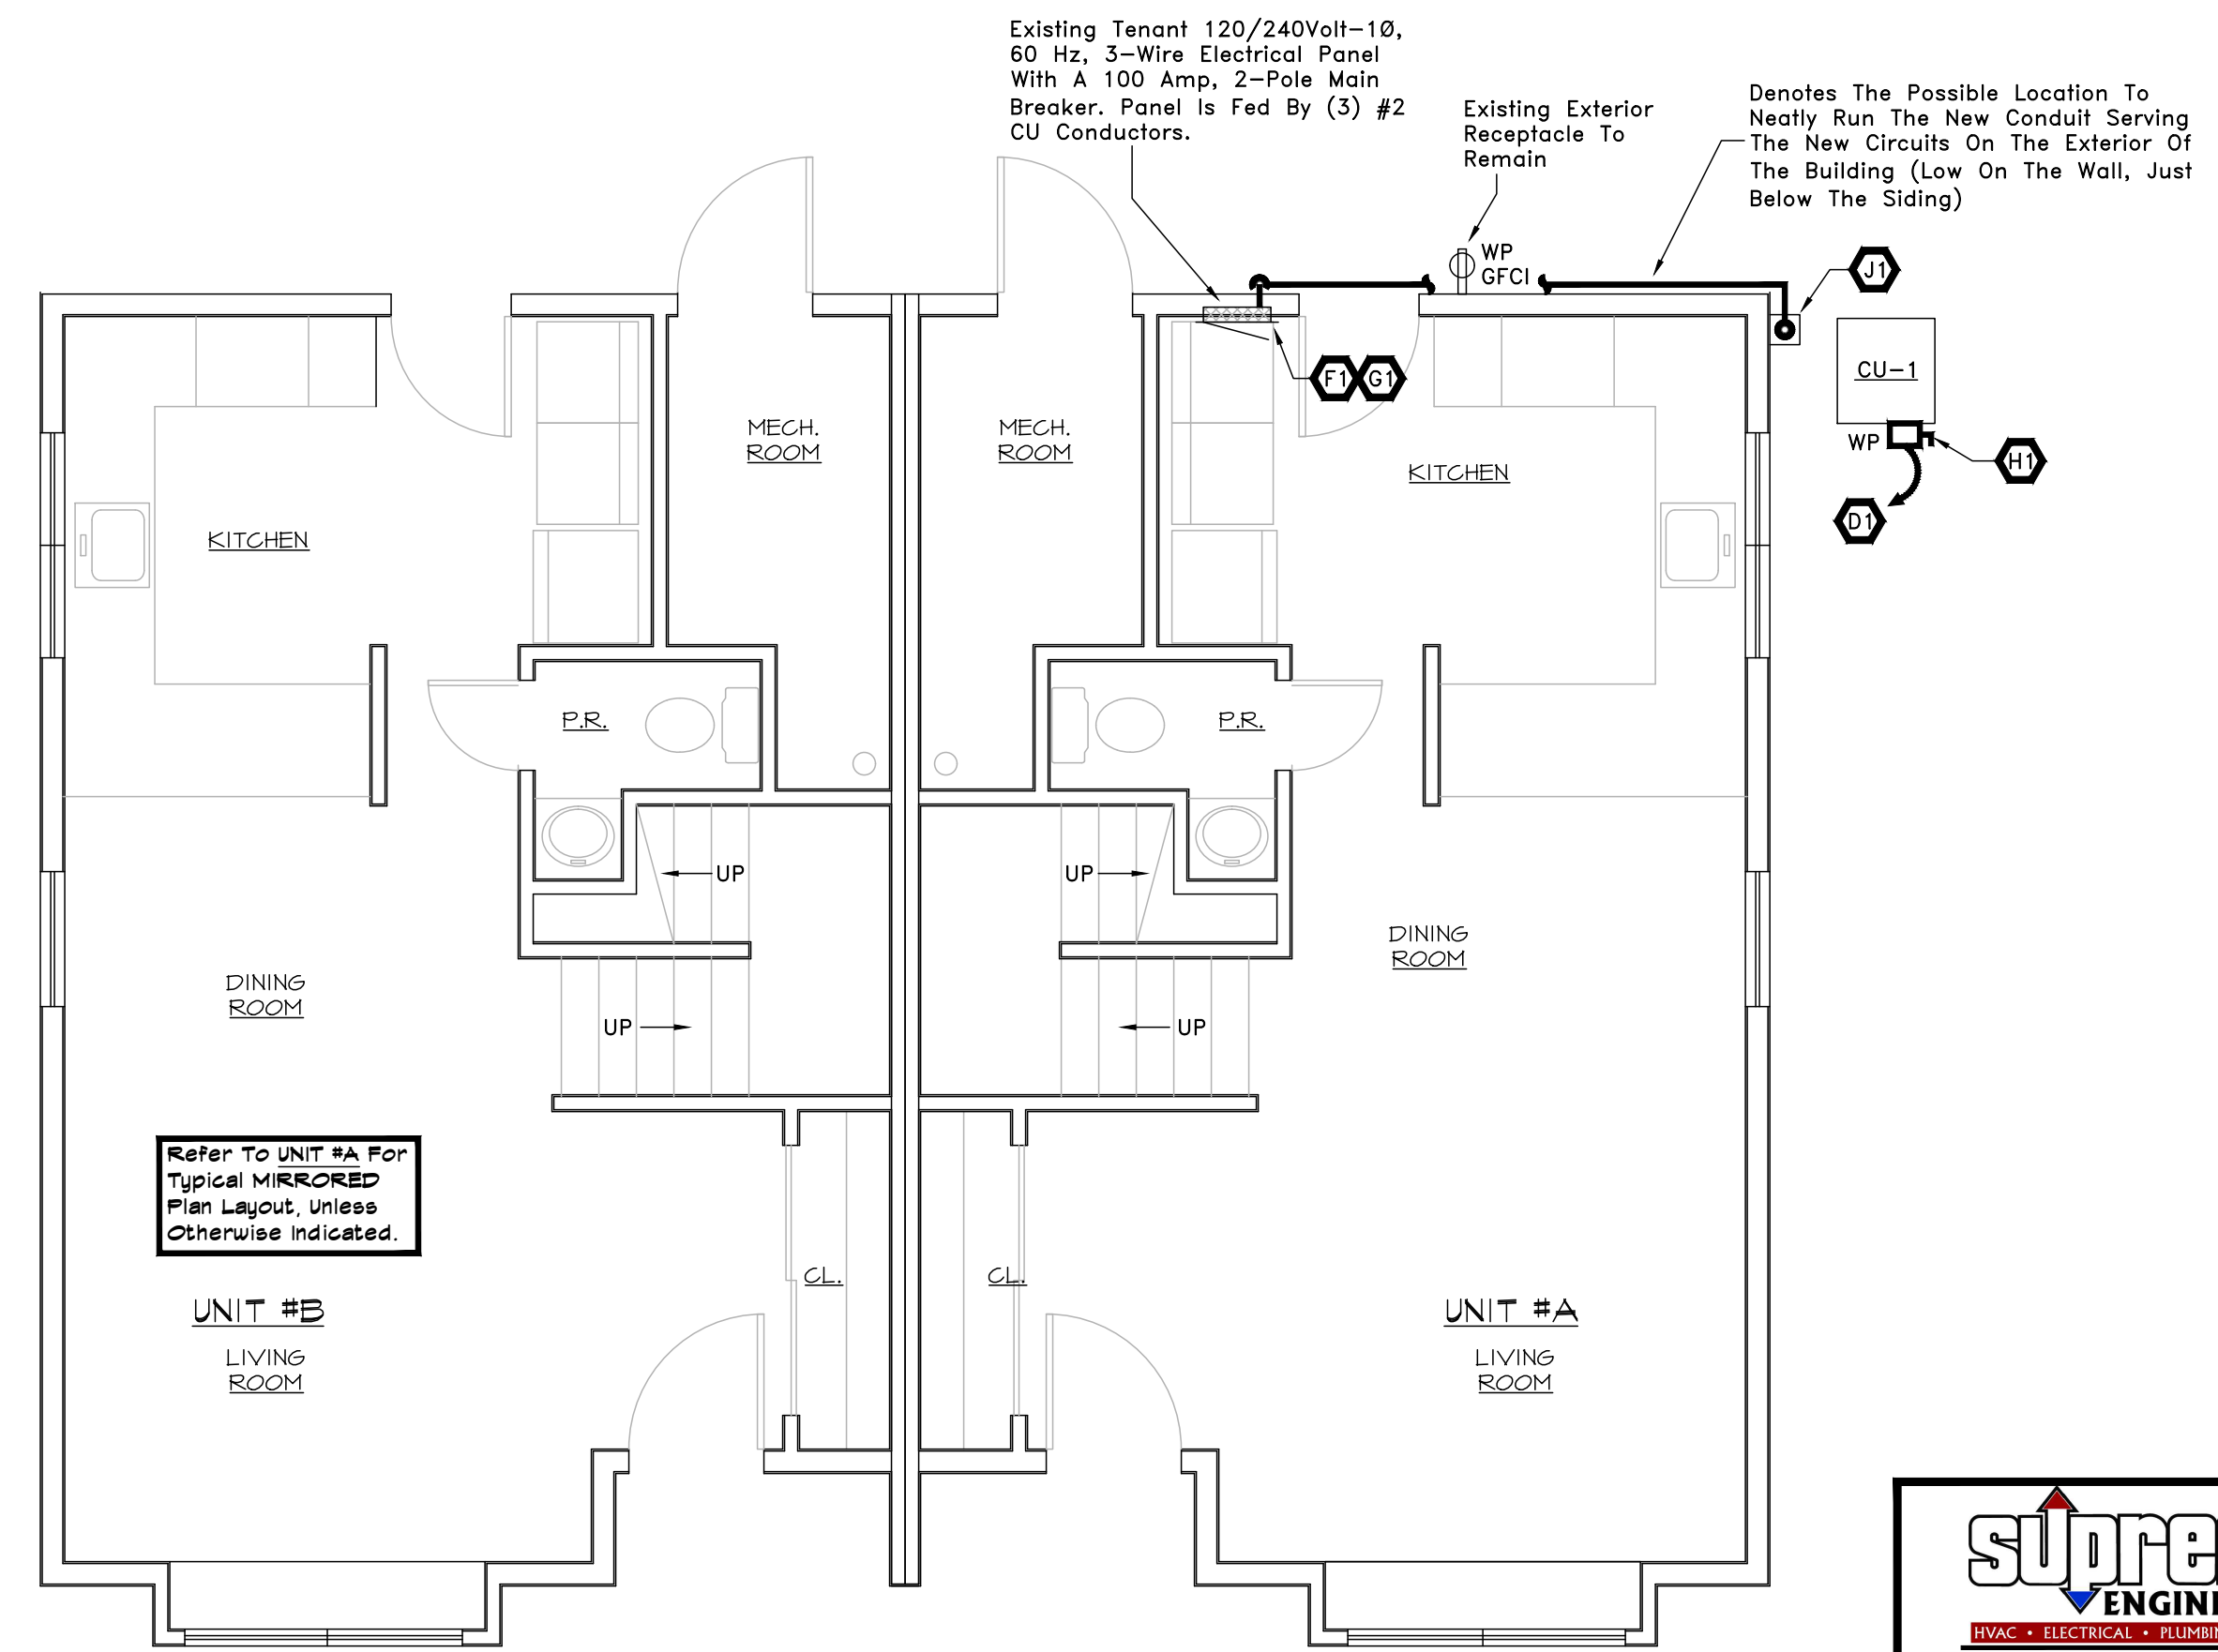 Existing Tenant 120/240Volt-1Ø,
60 Hz, 3-Wire Electrical Panel
With A 100 Amp, 2-Pole Main
Breaker. Panel Is Fed By (3) #2
CU Conductors.
Existing Exterior
Receptacle To
Remain
Denotes The Possible Location To
Neatly Run The New Conduit Serving
The New Circuits On The Exterior Of
The Building (Low On The Wall, Just
Below The Siding)
WP
GFCI
J1
F1
G1
CU-1
WP
H1
D1
MECH.
ROOM
MECH.
ROOM
KITCHEN
KITCHEN
P.R.
P.R.
UP
UP
DINING
ROOM
DINING
ROOM
UP
UP
Refer To UNIT #A For
Typical MIRRORED
Plan Layout, Unless
Otherwise Indicated.
CL.
CL.
UNIT #B
LIVING
ROOM
UNIT #A
LIVING
ROOM
HVAC • ELECTRICAL •